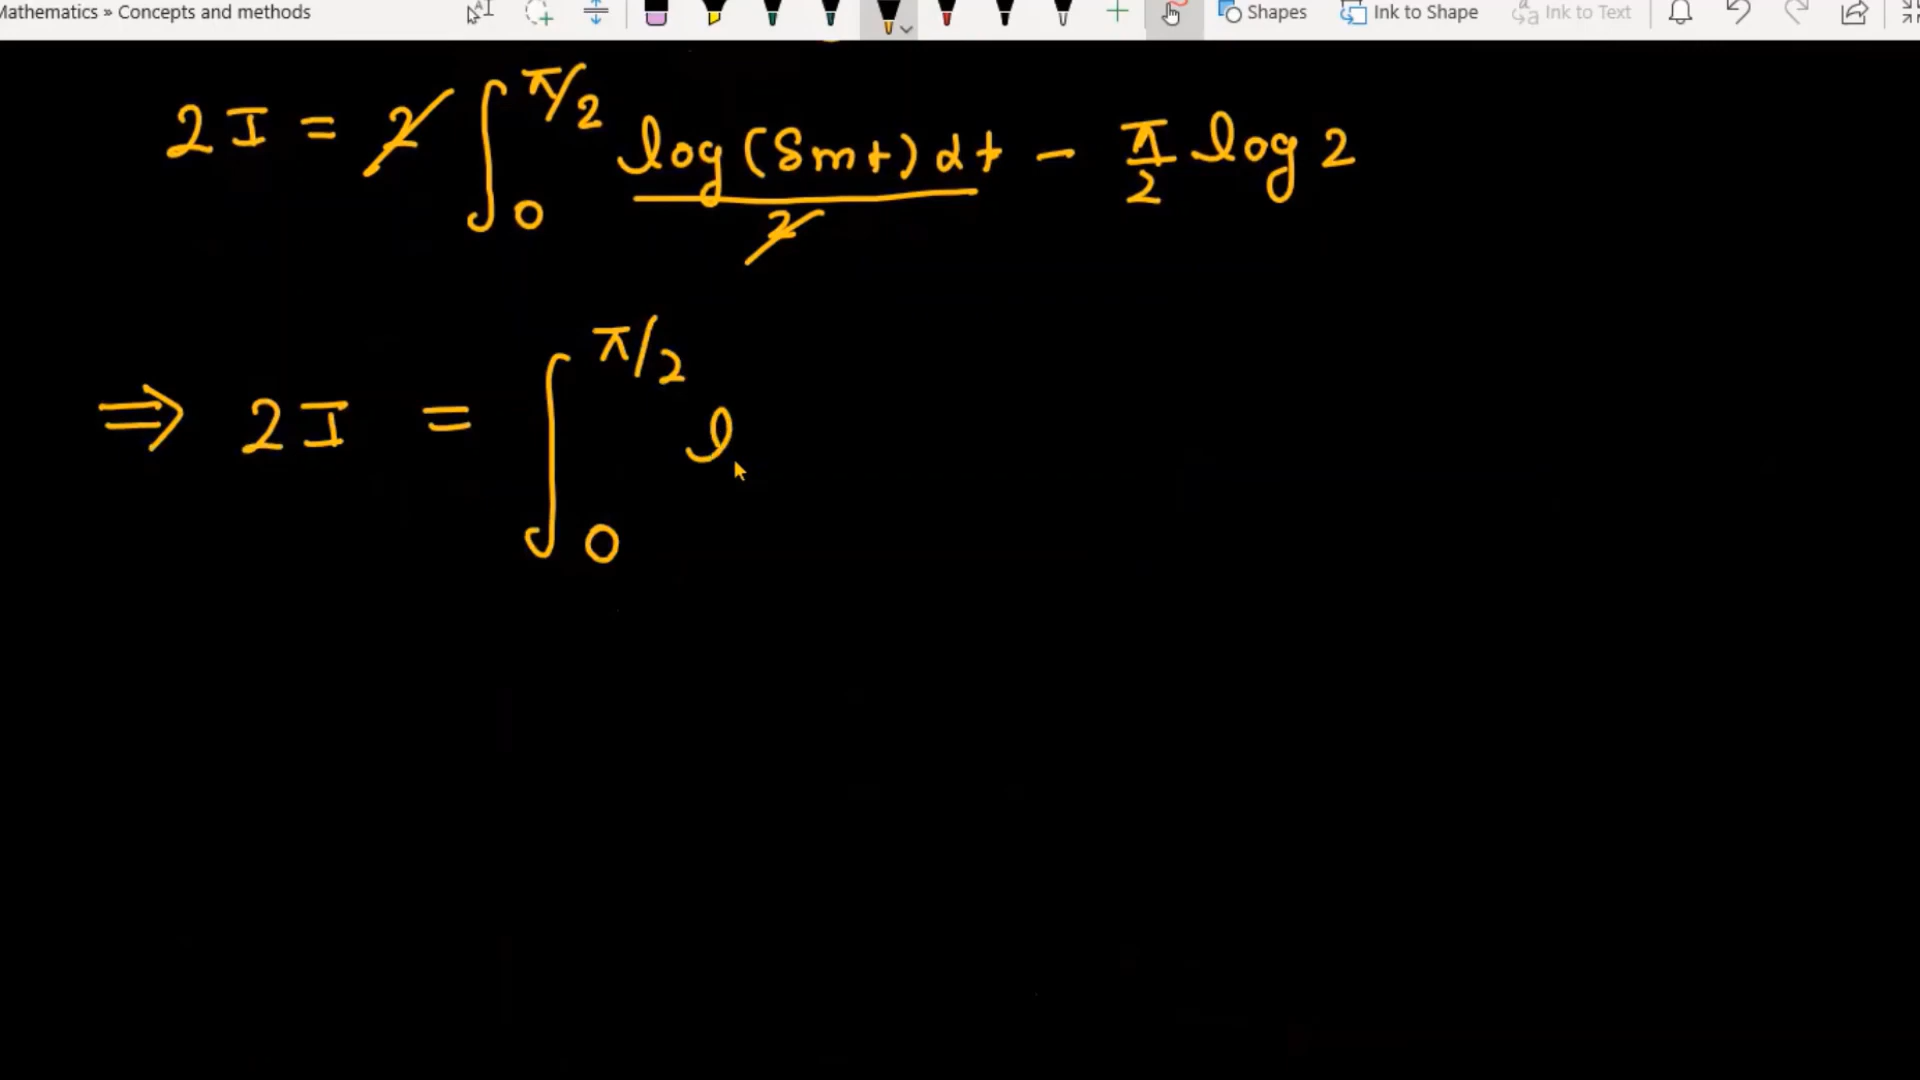 Mathematics » Concepts and methods Shapes Ink to Shape Ink to Text
2I = 2 ∫₀^(π/2) log (Sint) dt / 2 - π/2 log 2
⇒ 2I = ∫₀^(π/2) l